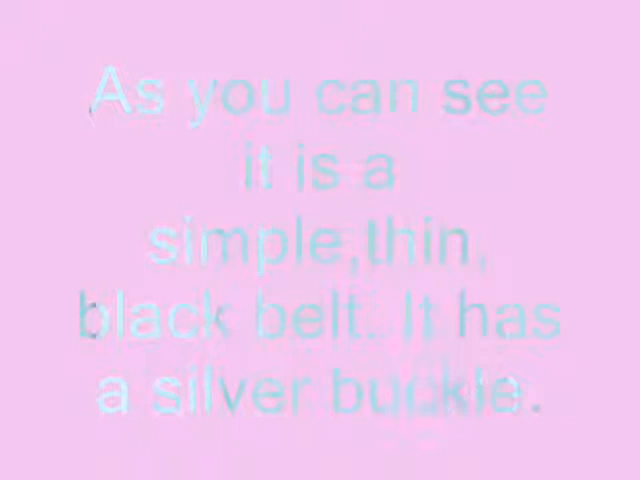 As you can see
it is a
simple,thin,
black belt. It has
a silver buckle.